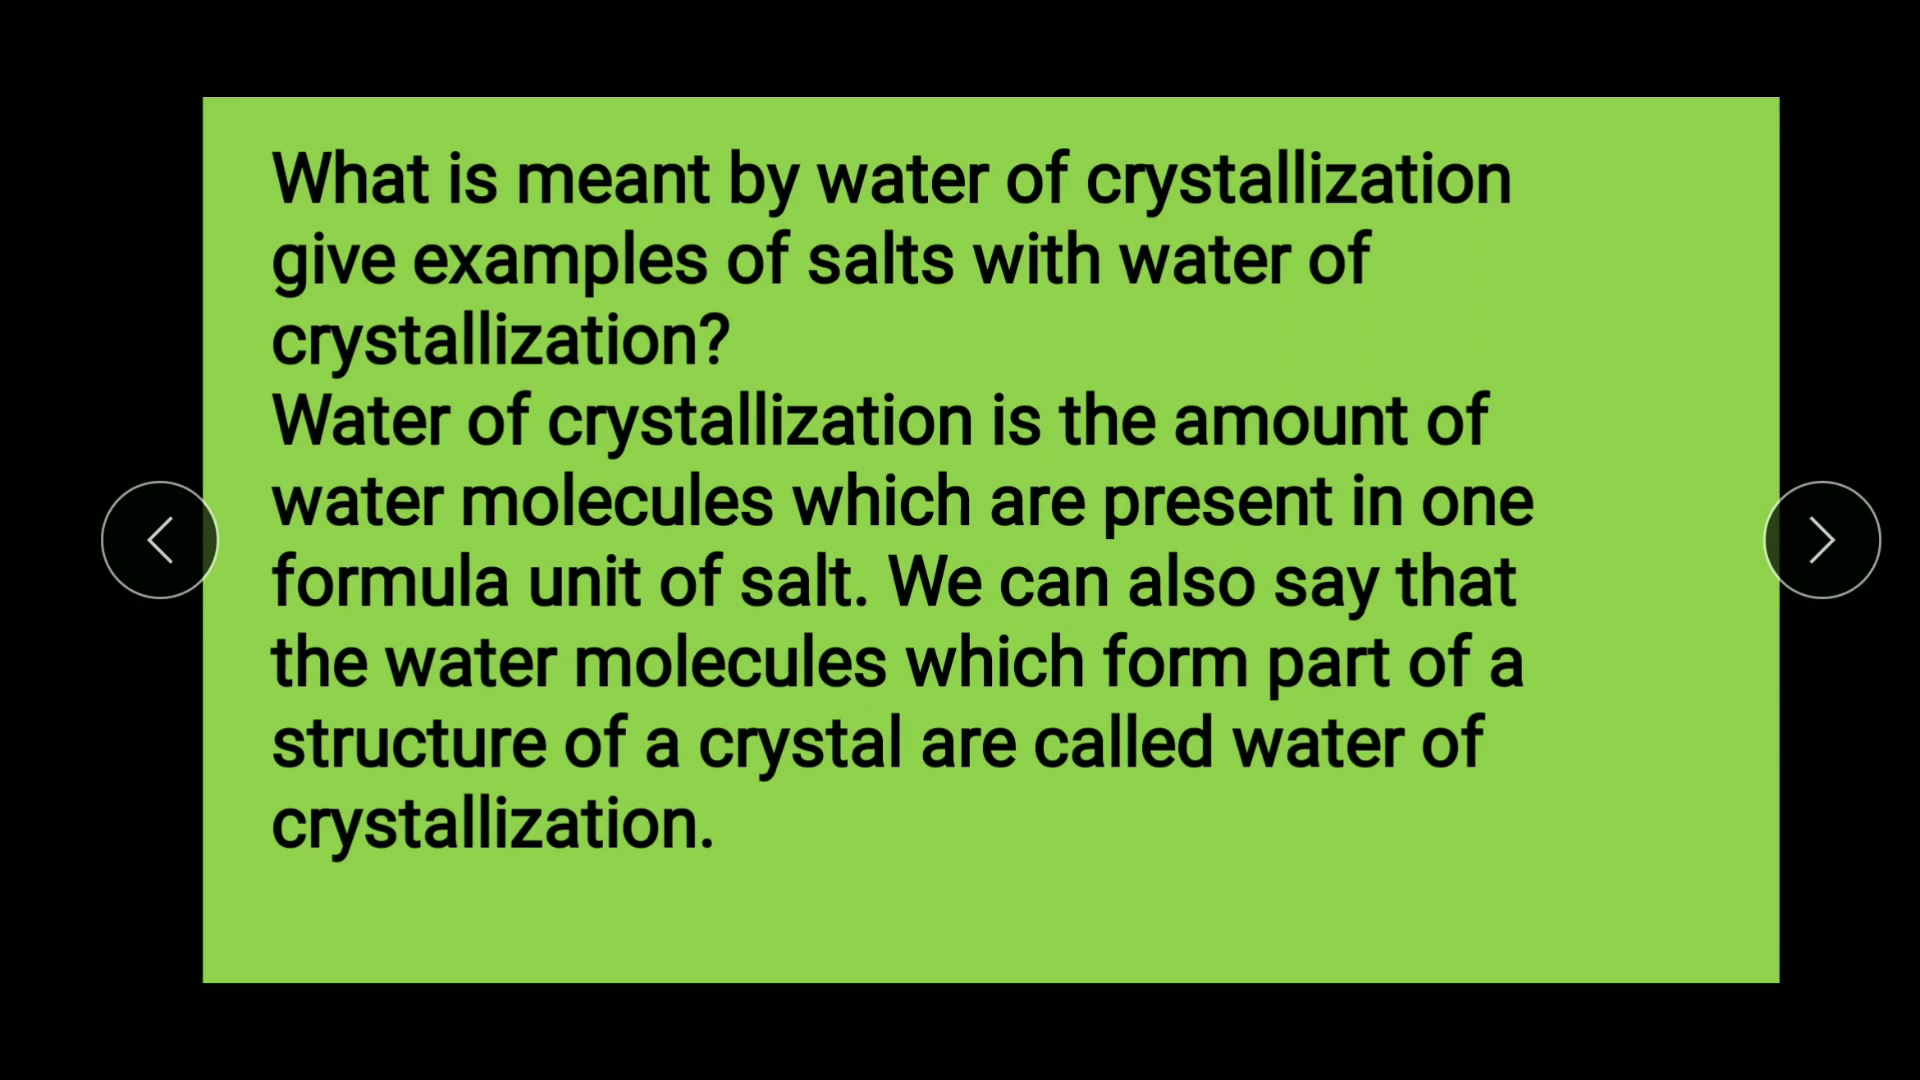 What is meant by water of crystallization
give examples of salts with water of
crystallization?
Water of crystallization is the amount of
water molecules which are present in one
formula unit of salt. We can also say that
the water molecules which form part of a
structure of a crystal are called water of
crystallization.